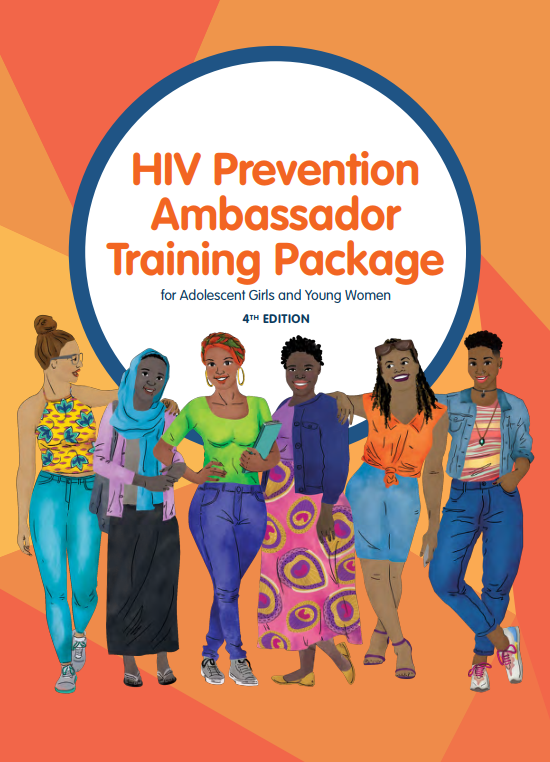 HIV Prevention
Ambassador
Training Package
for Adolescent Girls and Young Women
4TH EDITION